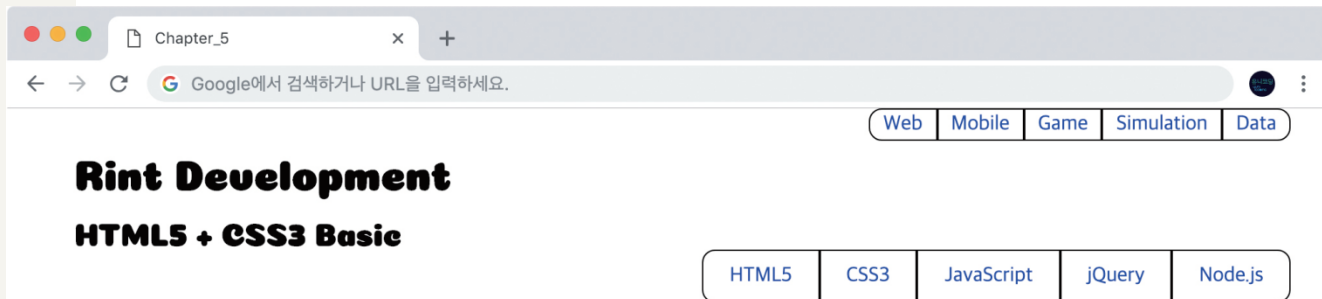 Chapter_5
Google에서 검색하거나 URL을 입력하세요.
Web Mobile Game Simulation Data
Rint Development
HTML5 + CSS3 Basic
HTML5 CSS3 JavaScript jQuery Node.js